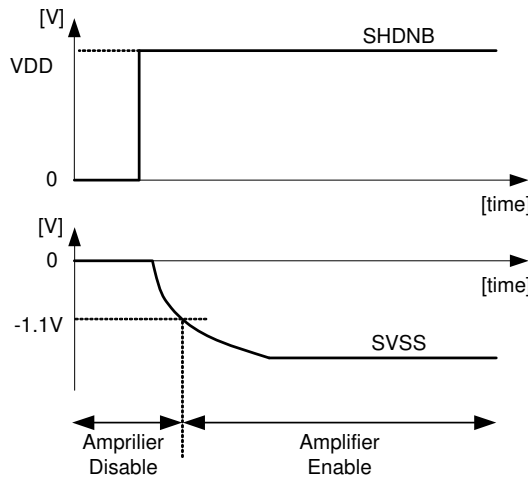 [V]
SHDNB
VDD
0
[time]
[V]
0
[time]
-1.1V
SVSS
Amprilier
Disable
Amplifier
Enable